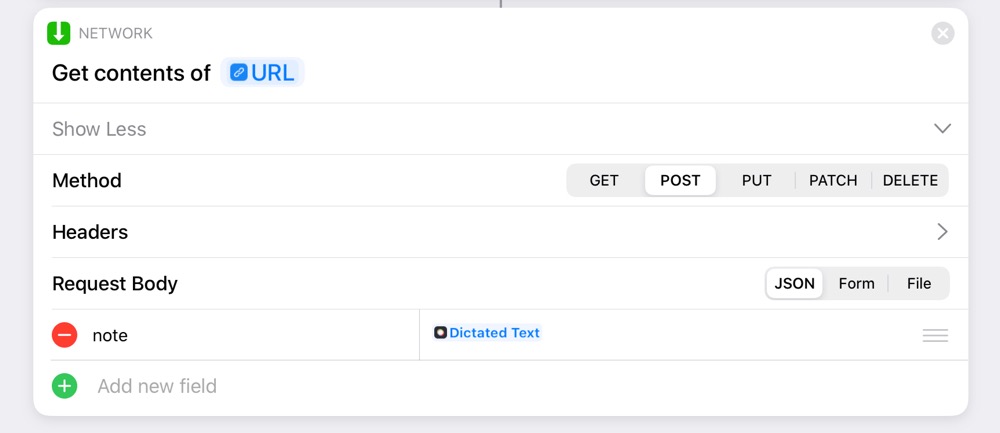 NETWORK
Get contents of URL
Show Less
Method GET POST PUT PATCH DELETE
Headers
Request Body JSON Form File
note Dictated Text
Add new field